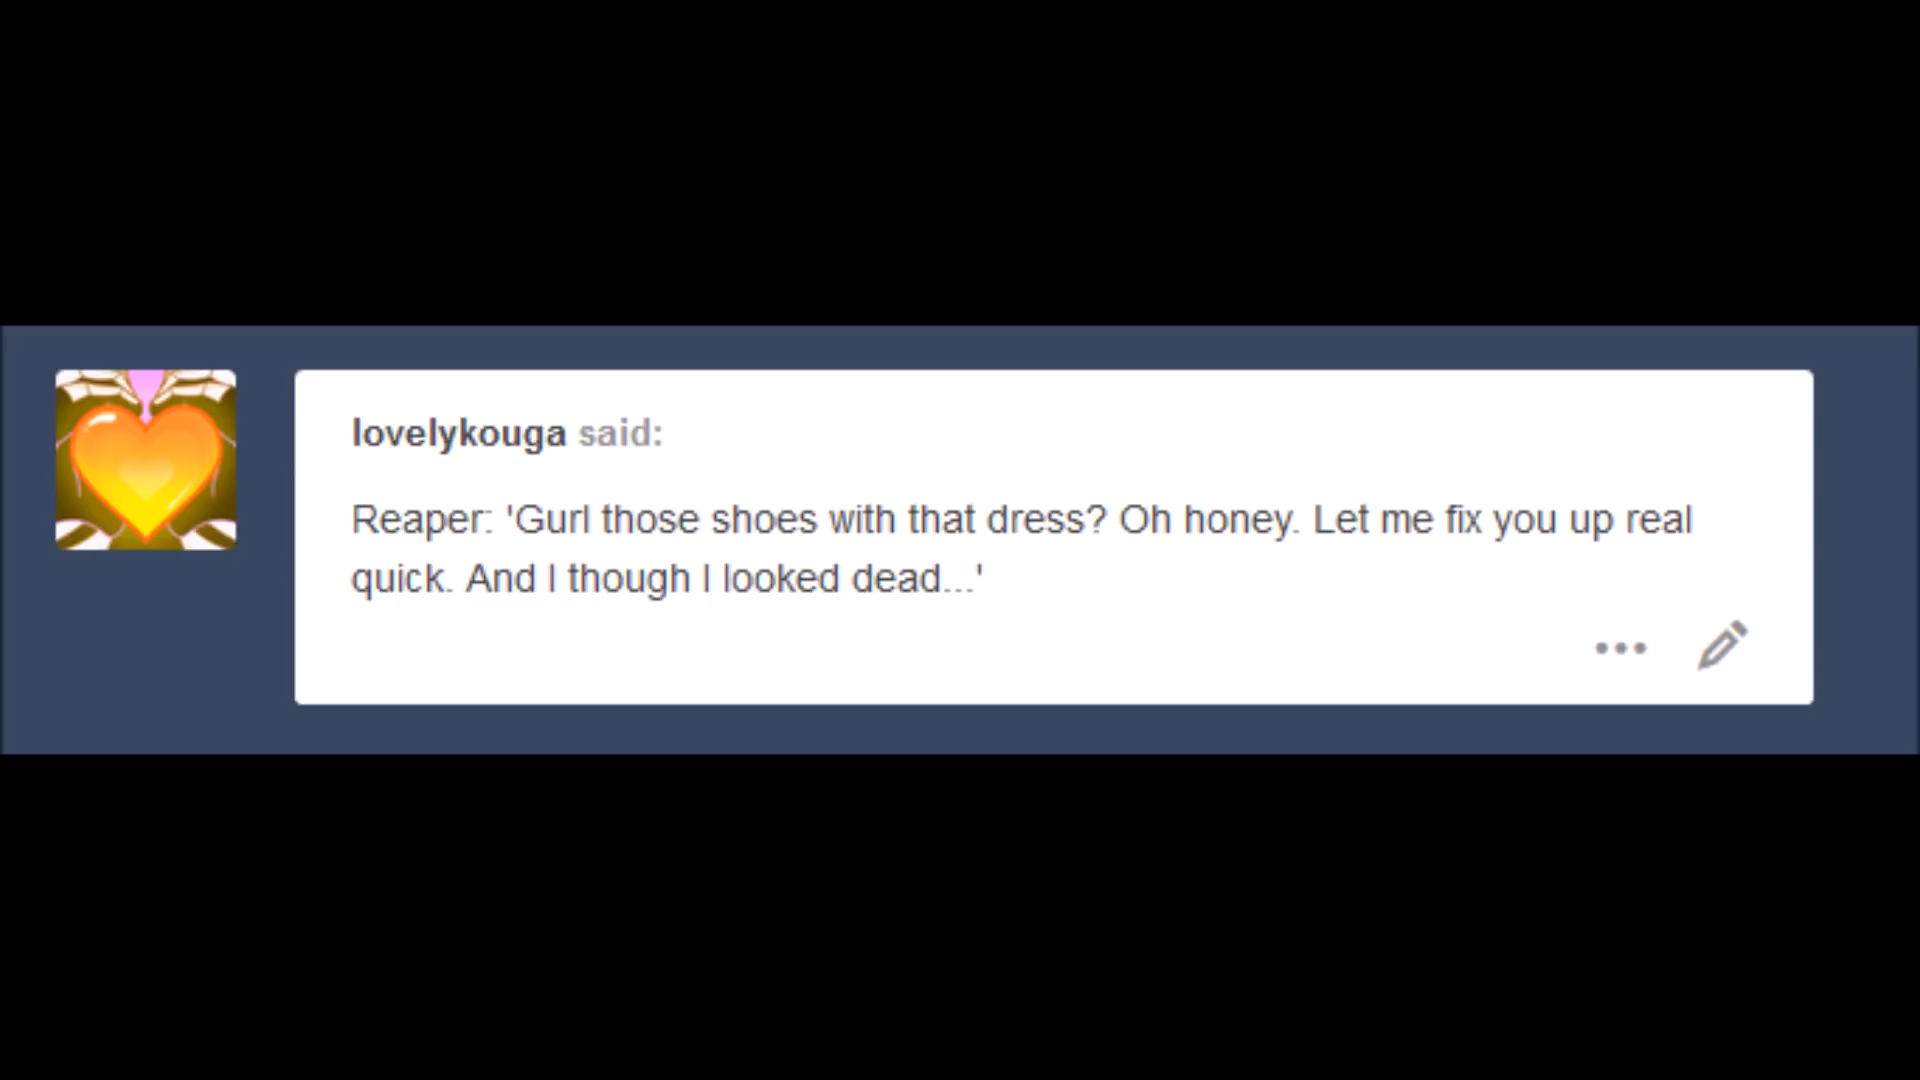 lovelykouga said:
Reaper: 'Gurl those shoes with that dress? Oh honey. Let me fix you up real
quick. And I though I looked dead...'